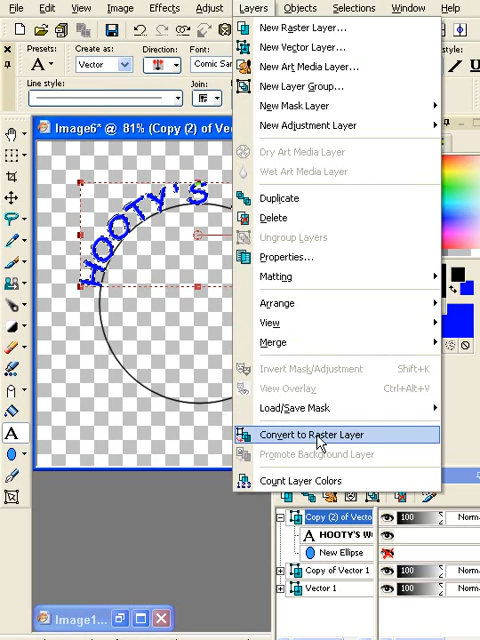 File Edit View Image Effects Adjust Layers Objects Selections Window Help
Presets: Create as: Direction: Font:
Vector Comic San
Line style: Join:
Image6* @ 81% (Copy (2) of Vec
HOOTY'S
New Raster Layer...
New Vector Layer...
New Art Media Layer...
New Layer Group...
New Mask Layer
New Adjustment Layer
Dry Art Media Layer
Wet Art Media Layer
Duplicate
Delete
Ungroup Layers
Properties...
Matting
Arrange
View
Merge
Invert Mask/Adjustment Shift+K
View Overlay Ctrl+Alt+V
Load/Save Mask
Convert to Raster Layer
Promote Background Layer
Count Layer Colors
Copy (2) of Vecto 100 Norm
A HOOTY'S W
New Ellipse
Copy of Vector 1 100 Norma
Vector 1 100 Norma
Image1...